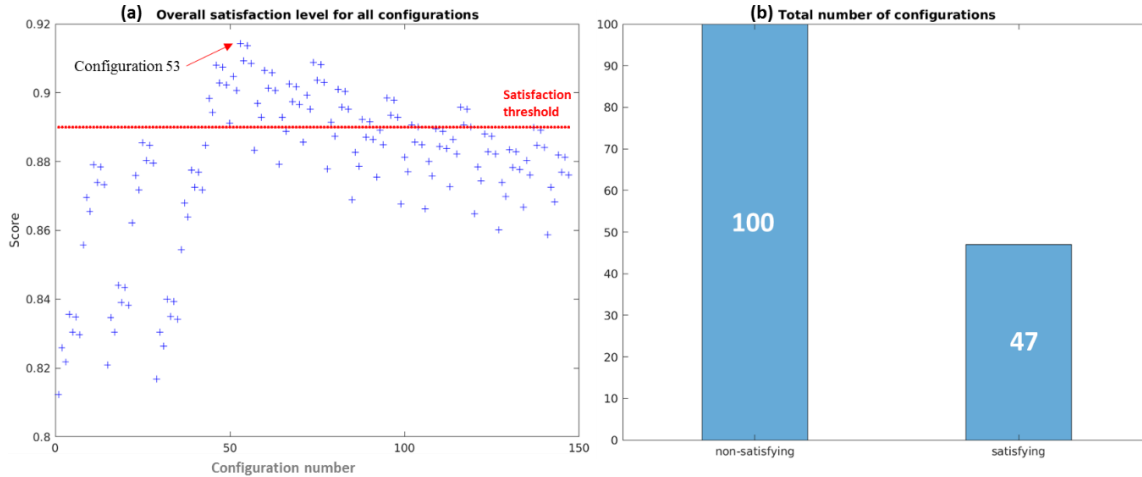 (a)
Overall satisfaction level for all configurations
0.92
0.9
0.88
0.86
0.84
0.82
0.8
Score
Configuration 53
Satisfaction
threshold
0
50
100
150
Configuration number
(b) Total number of configurations
100
90
80
70
60
50
40
30
20
10
0
100
47
non-satisfying
satisfying